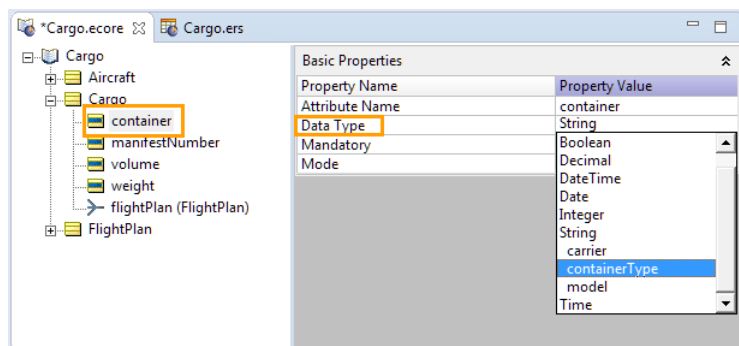 *Cargo.ecore Cargo.ers
Cargo
Aircraft
Cargo
container
manifestNumber
volume
weight
flightPlan (FlightPlan)
FlightPlan
Basic Properties
Property Name Property Value
Attribute Name container
Data Type String
Mandatory
Mode
Boolean
Decimal
DateTime
Date
Integer
String
carrier
containerType
model
Time